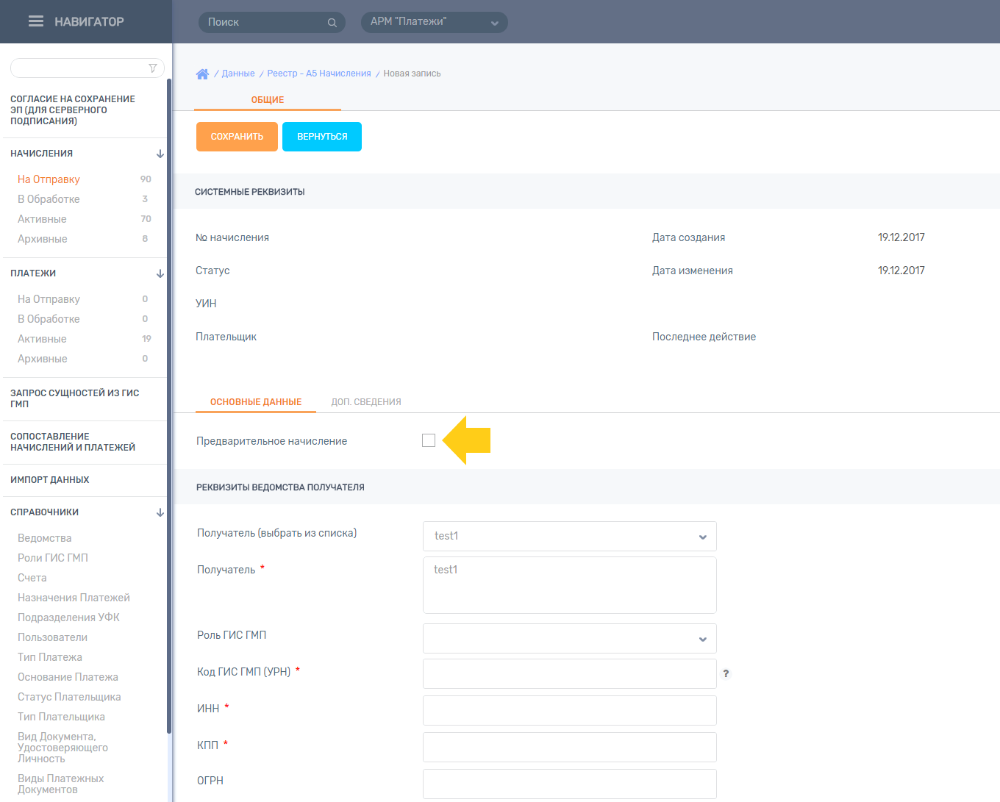 НАВИГАТОР
Поиск
АРМ "Платежи"
СОГЛАСИЕ НА СОХРАНЕНИЕ
ЭП (ДЛЯ СЕРВЕРНОГО
ПОДПИСАНИЯ)
НАЧИСЛЕНИЯ
На Отправку 90
В Обработке 3
Активные 70
Архивные 8
ПЛАТЕЖИ
На Отправку 0
В Обработке 0
Активные 19
Архивные 0
ЗАПРОС СУЩНОСТЕЙ ИЗ ГИС
ГМП
СОПОСТАВЛЕНИЕ
НАЧИСЛЕНИЙ И ПЛАТЕЖЕЙ
ИМПОРТ ДАННЫХ
СПРАВОЧНИКИ
Ведомства
Роли ГИС ГМП
Счета
Назначения Платежей
Подразделения УФК
Пользователи
Тип Платежа
Основание Платежа
Статус Плательщика
Тип Плательщика
Вид Документа,
Удостоверяющего
Личность
Виды Платежных
Документов
/ Данные / Реестр - А5 Начисления / Новая запись
ОБЩИЕ
СОХРАНИТЬ ВЕРНУТЬСЯ
СИСТЕМНЫЕ РЕКВИЗИТЫ
№ начисления Дата создания 19.12.2017
Статус Дата изменения 19.12.2017
УИН
Плательщик Последнее действие
ОСНОВНЫЕ ДАННЫЕ ДОП. СВЕДЕНИЯ
Предварительное начисление
РЕКВИЗИТЫ ВЕДОМСТВА ПОЛУЧАТЕЛЯ
Получатель (выбрать из списка) test1
Получатель * test1
Роль ГИС ГМП
Код ГИС ГМП (УРН) * ?
ИНН *
КПП *
ОГРН